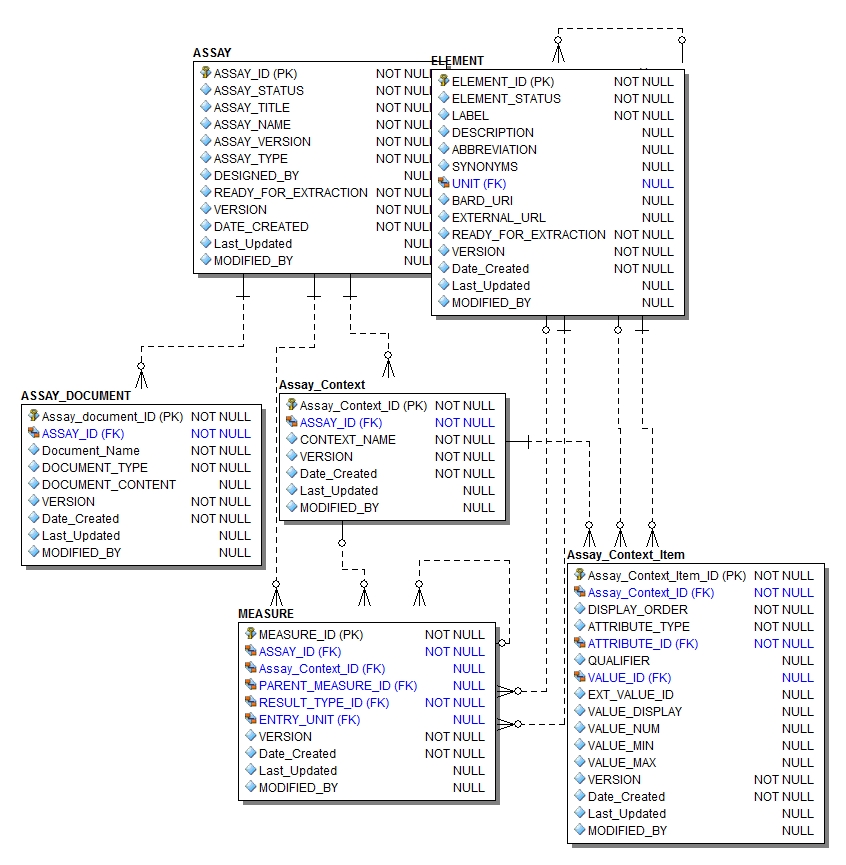 ASSAY
ASSAY_ID (PK) NOT NULL
ASSAY_STATUS NOT NULL
ASSAY_TITLE NOT NULL
ASSAY_NAME NOT NULL
ASSAY_VERSION NOT NULL
ASSAY_TYPE NOT NULL
DESIGNED_BY NULL
READY_FOR_EXTRACTION NOT NULL
VERSION NOT NULL
DATE_CREATED NOT NULL
Last_Updated NULL
MODIFIED_BY NULL
ELEMENT
ELEMENT_ID (PK) NOT NULL
ELEMENT_STATUS NOT NULL
LABEL NOT NULL
DESCRIPTION NULL
ABBREVIATION NULL
SYNONYMS NULL
UNIT (FK) NULL
BARD_URI NULL
EXTERNAL_URL NULL
READY_FOR_EXTRACTION NOT NULL
VERSION NOT NULL
Date_Created NOT NULL
Last_Updated NULL
MODIFIED_BY NULL
ASSAY_DOCUMENT
Assay_document_ID (PK) NOT NULL
ASSAY_ID (FK) NOT NULL
Document_Name NOT NULL
DOCUMENT_TYPE NOT NULL
DOCUMENT_CONTENT NULL
VERSION NOT NULL
Date_Created NOT NULL
Last_Updated NULL
MODIFIED_BY NULL
Assay_Context
Assay_Context_ID (PK) NOT NULL
ASSAY_ID (FK) NOT NULL
CONTEXT_NAME NOT NULL
VERSION NOT NULL
Date_Created NOT NULL
Last_Updated NULL
MODIFIED_BY NULL
MEASURE
MEASURE_ID (PK) NOT NULL
ASSAY_ID (FK) NOT NULL
Assay_Context_ID (FK) NULL
PARENT_MEASURE_ID (FK) NULL
RESULT_TYPE_ID (FK) NOT NULL
ENTRY_UNIT (FK) NULL
VERSION NOT NULL
Date_Created NOT NULL
Last_Updated NULL
MODIFIED_BY NULL
Assay_Context_Item
Assay_Context_Item_ID (PK) NOT NULL
Assay_Context_ID (FK) NOT NULL
DISPLAY_ORDER NOT NULL
ATTRIBUTE_TYPE NOT NULL
ATTRIBUTE_ID (FK) NOT NULL
QUALIFIER NULL
VALUE_ID (FK) NULL
EXT_VALUE_ID NULL
VALUE_DISPLAY NULL
VALUE_NUM NULL
VALUE_MIN NULL
VALUE_MAX NULL
VERSION NOT NULL
Date_Created NOT NULL
Last_Updated NULL
MODIFIED_BY NULL